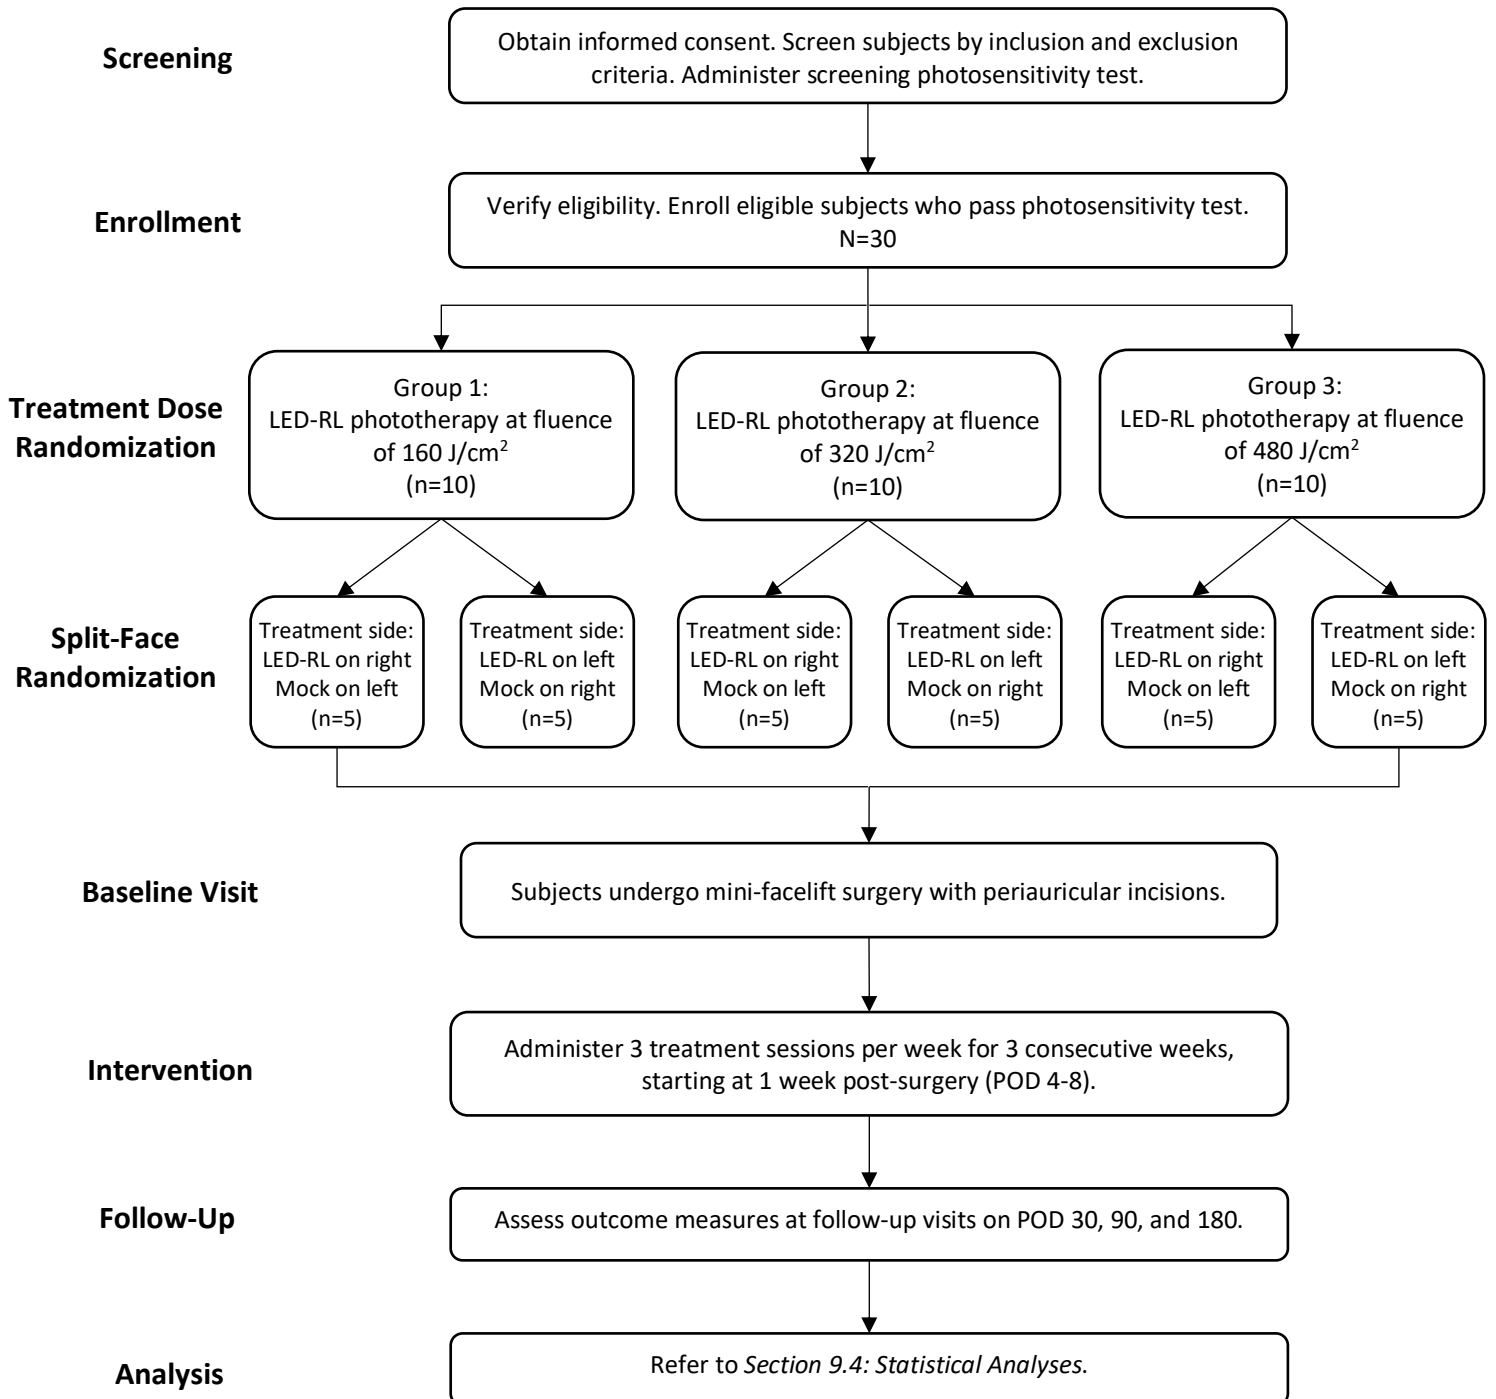 Screening
Obtain informed consent. Screen subjects by inclusion and exclusion
criteria. Administer screening photosensitivity test.
Enrollment
Verify eligibility. Enroll eligible subjects who pass photosensitivity test.
N=30
Treatment Dose
Randomization
Group 1:
LED-RL phototherapy at fluence
of 160 J/cm²
(n=10)
Group 2:
LED-RL phototherapy at fluence
of 320 J/cm²
(n=10)
Group 3:
LED-RL phototherapy at fluence
of 480 J/cm²
(n=10)
Split-Face
Randomization
Treatment side:
LED-RL on right
Mock on left
(n=5)
Treatment side:
LED-RL on left
Mock on right
(n=5)
Treatment side:
LED-RL on right
Mock on left
(n=5)
Treatment side:
LED-RL on left
Mock on right
(n=5)
Treatment side:
LED-RL on right
Mock on left
(n=5)
Treatment side:
LED-RL on left
Mock on right
(n=5)
Baseline Visit
Subjects undergo mini-facelift surgery with periauricular incisions.
Intervention
Administer 3 treatment sessions per week for 3 consecutive weeks,
starting at 1 week post-surgery (POD 4-8).
Follow-Up
Assess outcome measures at follow-up visits on POD 30, 90, and 180.
Analysis
Refer to Section 9.4: Statistical Analyses.